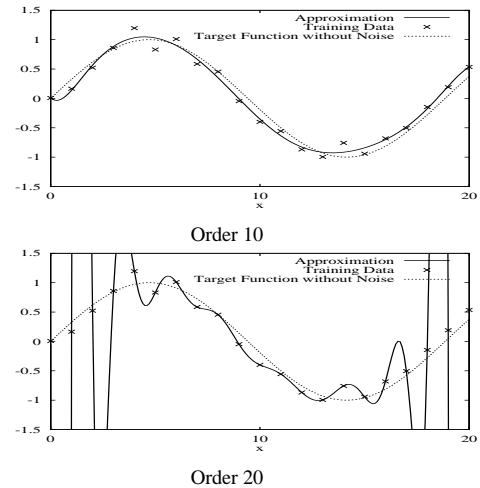 1.5
1
0.5
0
-0.5
-1
-1.5
Approximation
Training Data
Target Function without Noise
0
10
20
x
Order 10
1.5
1
0.5
0
-0.5
-1
-1.5
Approximation
Training Data
Target Function without Noise
0
10
20
x
Order 20